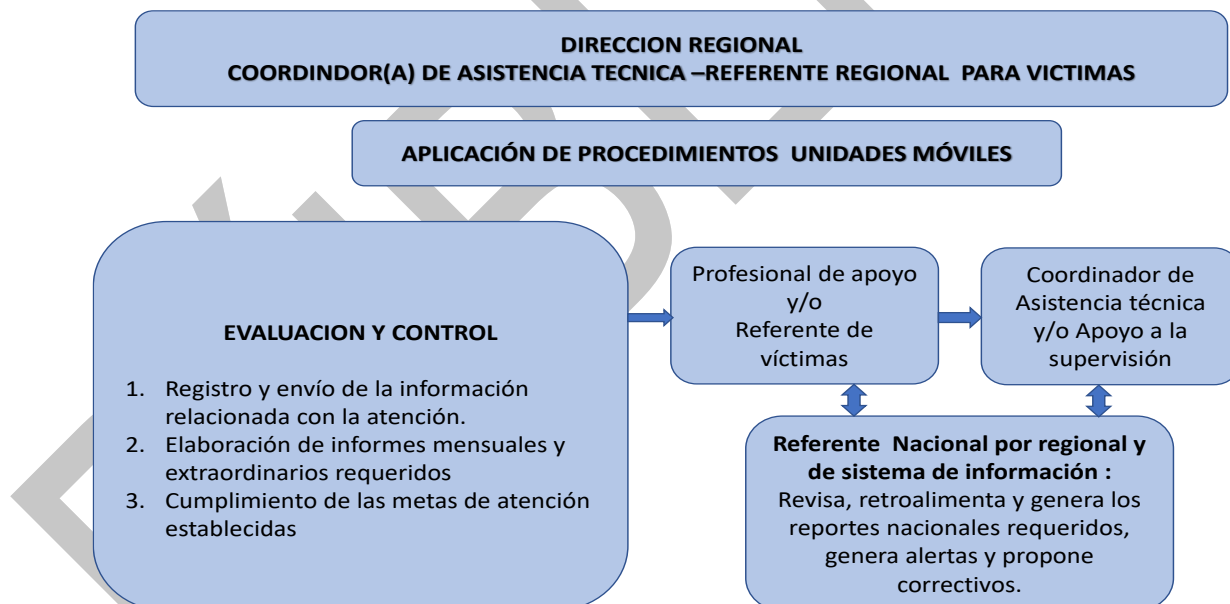 DIRECCION REGIONAL
COORDINDOR(A) DE ASISTENCIA TECNICA –REFERENTE REGIONAL PARA VICTIMAS
APLICACIÓN DE PROCEDIMIENTOS UNIDADES MÓVILES
EVALUACION Y CONTROL
1. Registro y envío de la información
relacionada con la atención.
2. Elaboración de informes mensuales y
extraordinarios requeridos
3. Cumplimiento de las metas de atención
establecidas
Profesional de apoyo
y/o
Referente de
víctimas
Coordinador de
Asistencia técnica
y/o Apoyo a la
supervisión
Referente Nacional por regional y
de sistema de información :
Revisa, retroalimenta y genera los
reportes nacionales requeridos,
genera alertas y propone
correctivos.